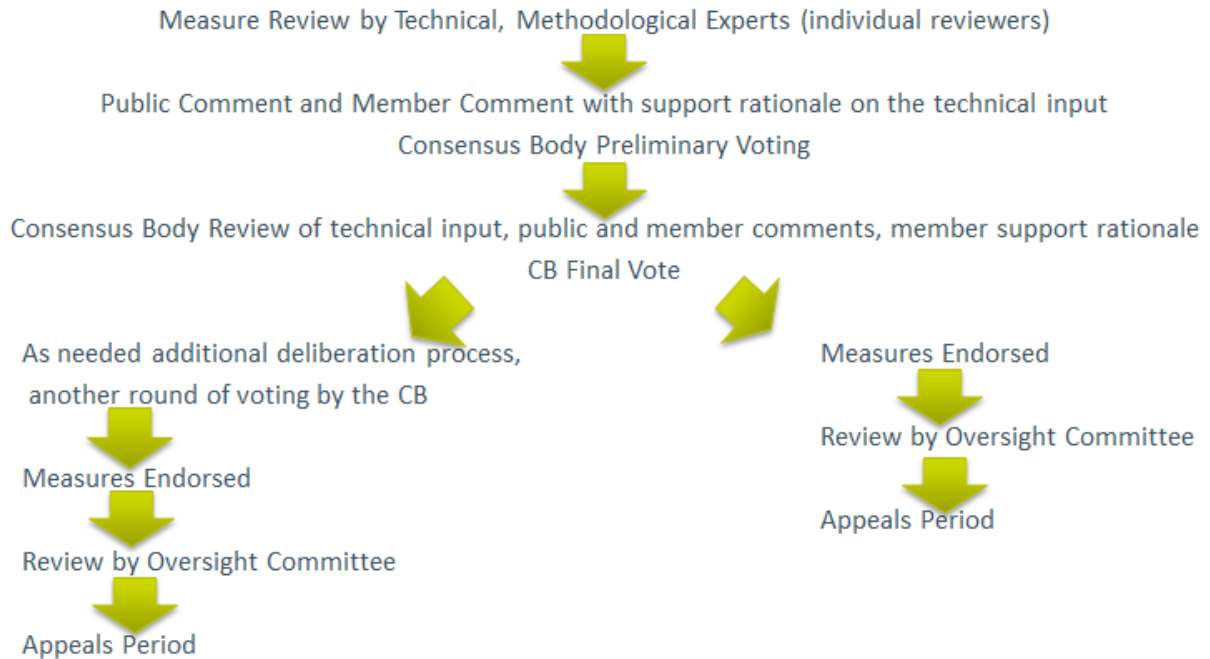 Measure Review by Technical, Methodological Experts (individual reviewers)
Public Comment and Member Comment with support rationale on the technical input
Consensus Body Preliminary Voting
Consensus Body Review of technical input, public and member comments, member support rationale
CB Final Vote
As needed additional deliberation process,
another round of voting by the CB
Measures Endorsed
Review by Oversight Committee
Appeals Period
Measures Endorsed
Review by Oversight Committee
Appeals Period